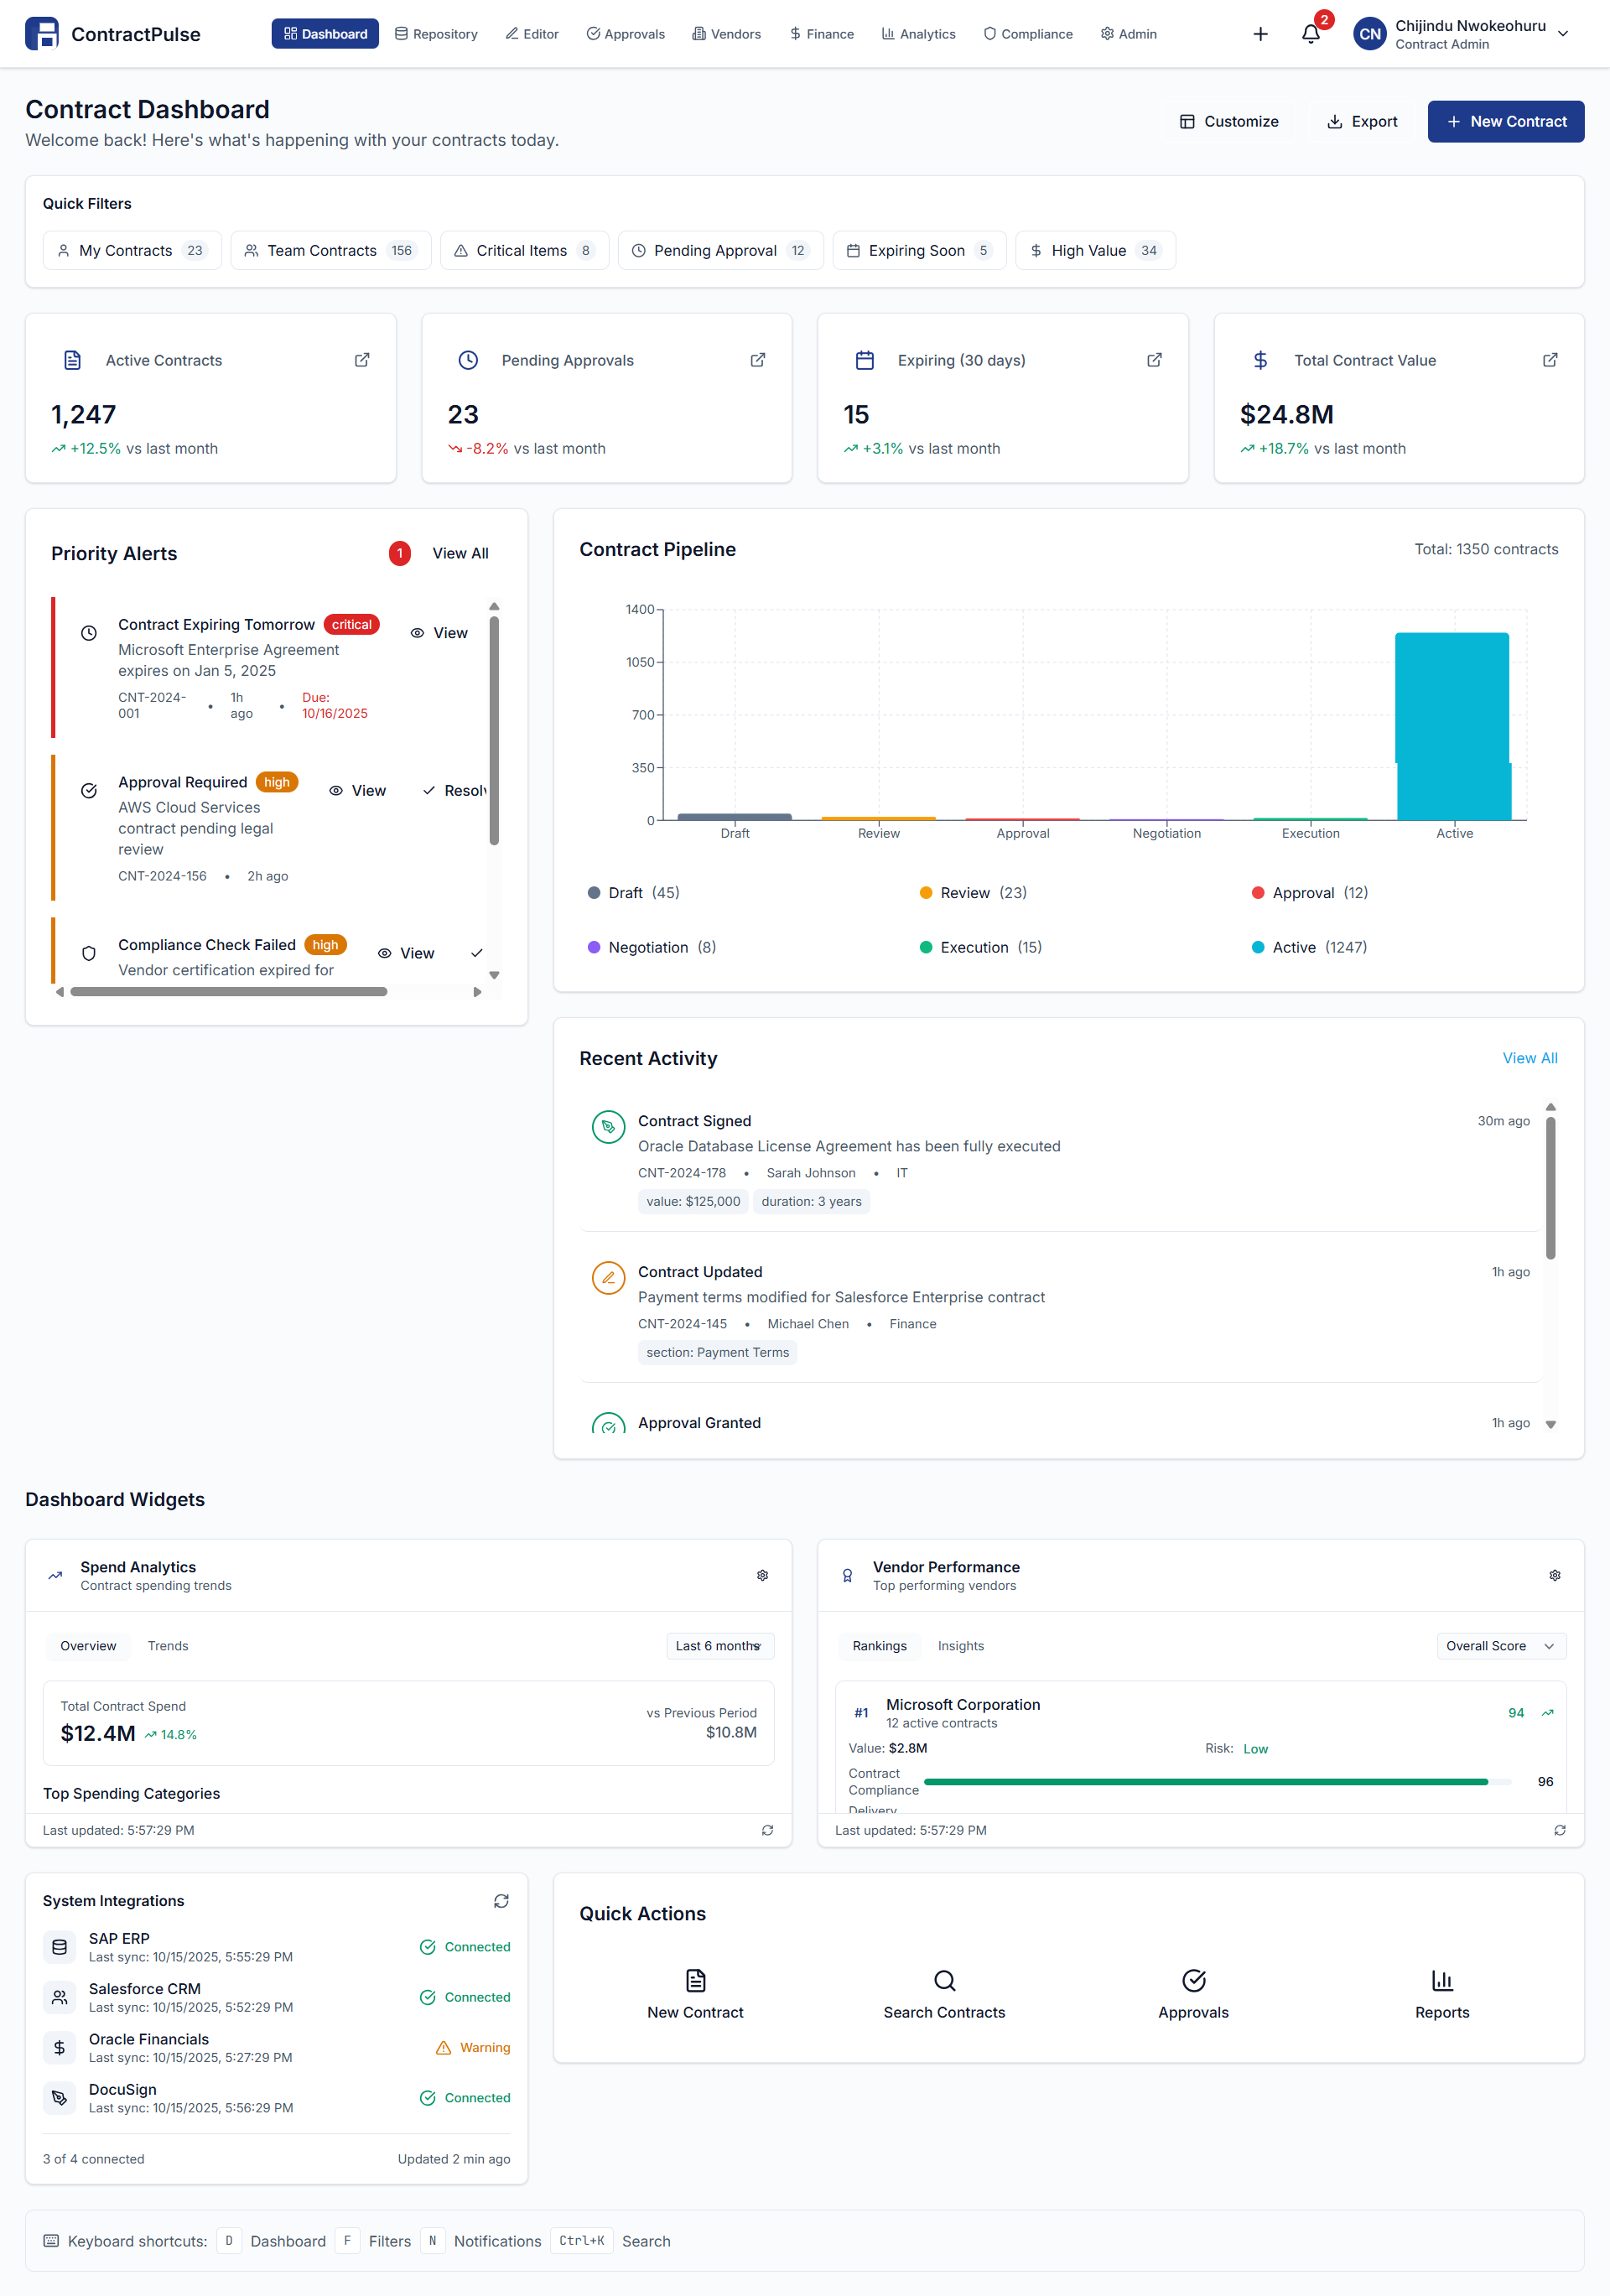 ContractPulse
Dashboard
Repository
Editor
Approvals
Vendors
Finance
Analytics
Compliance
Admin
2
CN
Chijindu Nwokeohuru
Contract Admin
Contract Dashboard
Welcome back! Here's what's happening with your contracts today.
Customize
Export
New Contract
Quick Filters
My Contracts 23
Team Contracts 156
Critical Items 8
Pending Approval 12
Expiring Soon 5
High Value 34
Active Contracts
1,247
+12.5% vs last month
Pending Approvals
23
-8.2% vs last month
Expiring (30 days)
15
+3.1% vs last month
Total Contract Value
$24.8M
+18.7% vs last month
Priority Alerts
1
View All
Contract Expiring Tomorrow critical
View
Microsoft Enterprise Agreement
expires on Jan 5, 2025
CNT-2024-
001
•
1h
ago
•
Due:
10/16/2025
Approval Required high
View
Resolv
AWS Cloud Services
contract pending legal
review
CNT-2024-156 • 2h ago
Compliance Check Failed high
View
Vendor certification expired for
Contract Pipeline
Total: 1350 contracts
1400
1050
700
350
0
Draft
Review
Approval
Negotiation
Execution
Active
Draft (45)
Review (23)
Approval (12)
Negotiation (8)
Execution (15)
Active (1247)
Recent Activity
View All
Contract Signed
30m ago
Oracle Database License Agreement has been fully executed
CNT-2024-178 • Sarah Johnson • IT
value: $125,000
duration: 3 years
Contract Updated
1h ago
Payment terms modified for Salesforce Enterprise contract
CNT-2024-145 • Michael Chen • Finance
section: Payment Terms
Approval Granted
1h ago
Dashboard Widgets
Spend Analytics
Contract spending trends
Overview
Trends
Last 6 months
Total Contract Spend
$12.4M 14.8%
vs Previous Period
$10.8M
Top Spending Categories
Last updated: 5:57:29 PM
Vendor Performance
Top performing vendors
Rankings
Insights
Overall Score
#1
Microsoft Corporation
12 active contracts
94
Value: $2.8M
Risk: Low
Contract
Compliance
96
Delivery
Last updated: 5:57:29 PM
System Integrations
SAP ERP
Last sync: 10/15/2025, 5:55:29 PM
Connected
Salesforce CRM
Last sync: 10/15/2025, 5:52:29 PM
Connected
Oracle Financials
Last sync: 10/15/2025, 5:27:29 PM
Warning
DocuSign
Last sync: 10/15/2025, 5:56:29 PM
Connected
3 of 4 connected
Updated 2 min ago
Quick Actions
New Contract
Search Contracts
Approvals
Reports
Keyboard shortcuts: D Dashboard F Filters N Notifications Ctrl+K Search